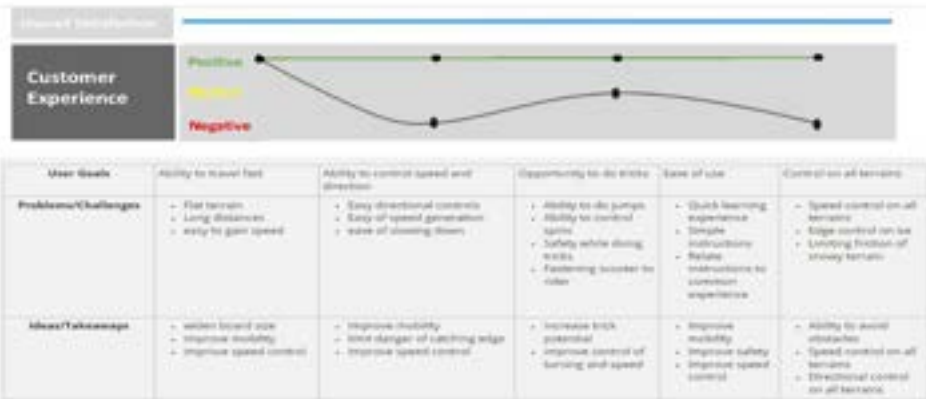 Customer
Experience
Positive
Neutral
Negative
User Goals
Ability to travel fast
Ability to control speed and
direction
Opportunity to do tricks
Ease of use
Control on all terrains
Problems/Challenges
Flat terrain
Long distances
easy to gain speed
Easy directional controls
Easy of speed generation
ease of slowing down
Ability to do jumps
Ability to control
spins
Safety while doing
tricks
Fastening scooter to
rider
Quick learning
experience
Simple
instructions
Relate
instructions to
common
experience
Speed control on all
terrains
Edge control on ice
Limiting friction of
snowy terrain
Ideas/Takeaways
widen board size
improve mobility
improve speed control
Improve mobility
limit danger of catching edge
Improve speed control
Increase trick
potential
improve control of
turning and speed
Improve
mobility
Improve safety
Improve speed
control
Ability to avoid
obstacles
Speed control on all
terrains
Directional control
on all terrains